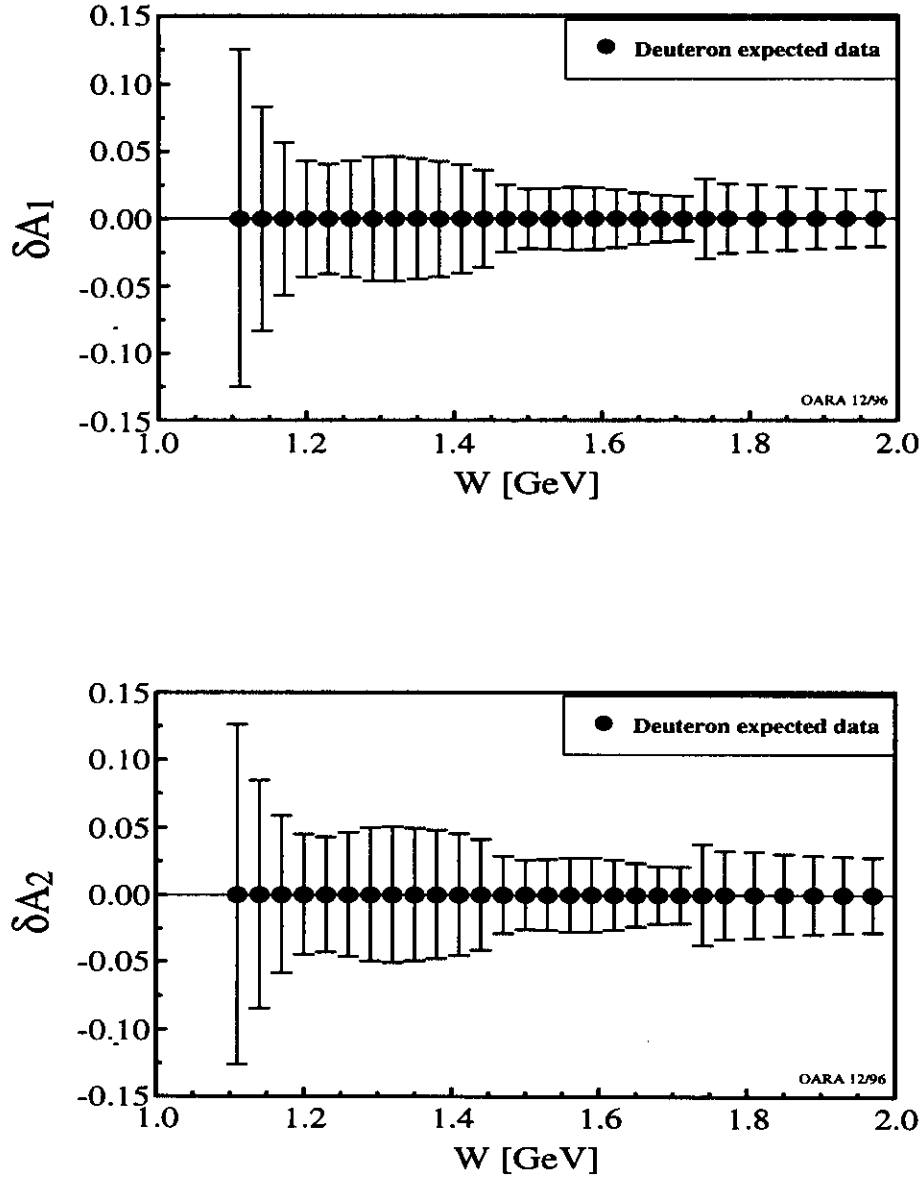 0.15
Deuteron expected data
0.10
0.05
0.00
-0.05
-0.10
-0.15
δA1
OARA 12/96
1.0 1.2 1.4 1.6 1.8 2.0
W [GeV]
0.15
Deuteron expected data
0.10
0.05
0.00
-0.05
-0.10
-0.15
δA2
OARA 12/96
1.0 1.2 1.4 1.6 1.8 2.0
W [GeV]